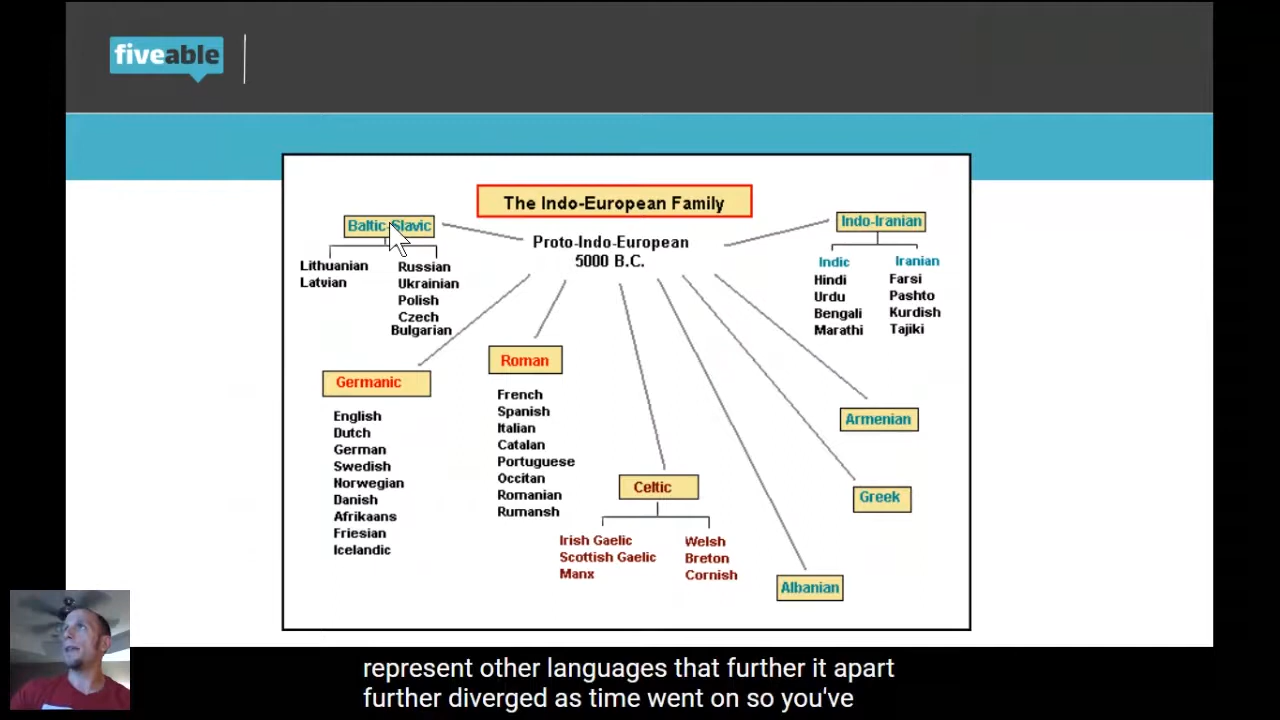 fiveable
The Indo-European Family
Proto-Indo-European
5000 B.C.
Baltic-Slavic
Lithuanian
Latvian
Russian
Ukrainian
Polish
Czech
Bulgarian
Indo-Iranian
Indic
Hindi
Urdu
Bengali
Marathi
Iranian
Farsi
Pashto
Kurdish
Tajiki
Germanic
English
Dutch
German
Swedish
Norwegian
Danish
Afrikaans
Friesian
Icelandic
Roman
French
Spanish
Italian
Catalan
Portuguese
Occitan
Romanian
Rumansh
Celtic
Irish Gaelic
Scottish Gaelic
Manx
Welsh
Breton
Cornish
Armenian
Greek
Albanian
represent other languages that further it apart
further diverged as time went on so you've